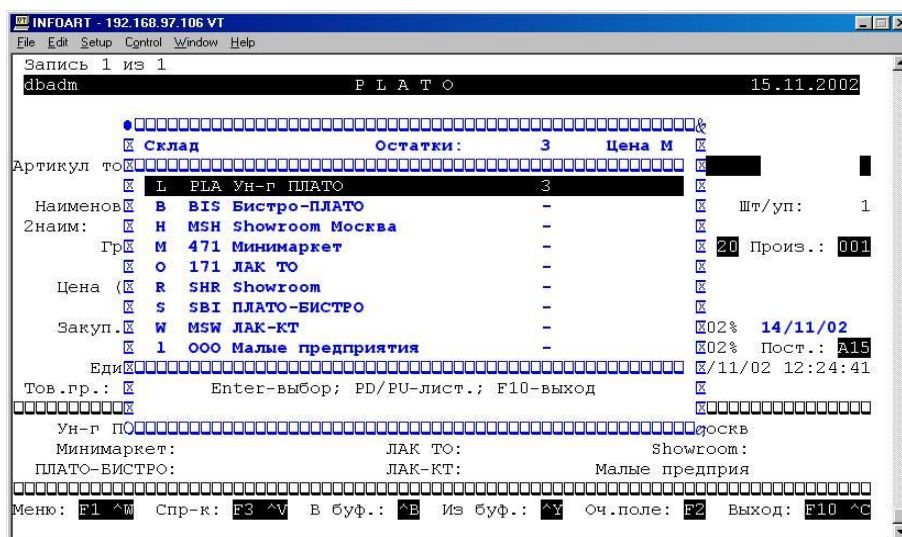 INFOART - 192.168.97.106 VT
File Edit Setup Control Window Help
Запись 1 из 1
dbadm P L A T O 15.11.2002
Склад Остатки: 3 Цена М
Артикул то
L PLA Ун-г ПЛАТО 3
Наименов B BIS Бистро-ПЛАТО - Шт/уп: 1
2наим: H MSH Showroom Москва -
Гр M 471 Минимаркет - 20 Произ.: 001
O 171 ЛАК ТО -
Цена ( R SHR Showroom -
S SBI ПЛАТО-БИСТРО -
Закуп. W MSW ЛАК-КТ - 02% 14/11/02
1 ООО Малые предприятия - 02% Пост.: A15
Еди /11/02 12:24:41
Тов.гр.: Enter-выбор; PD/PU-лист.; F10-выход
Ун-г П оскв
Минимаркет: ЛАК ТО: Showroom:
ПЛАТО-БИСТРО: ЛАК-КТ: Малые предприя
Меню: F1 ^W Спр-к: F3 ^V В буф.: ^B Из буф.: ^Y Оч.поле: F2 Выход: F10 ^C